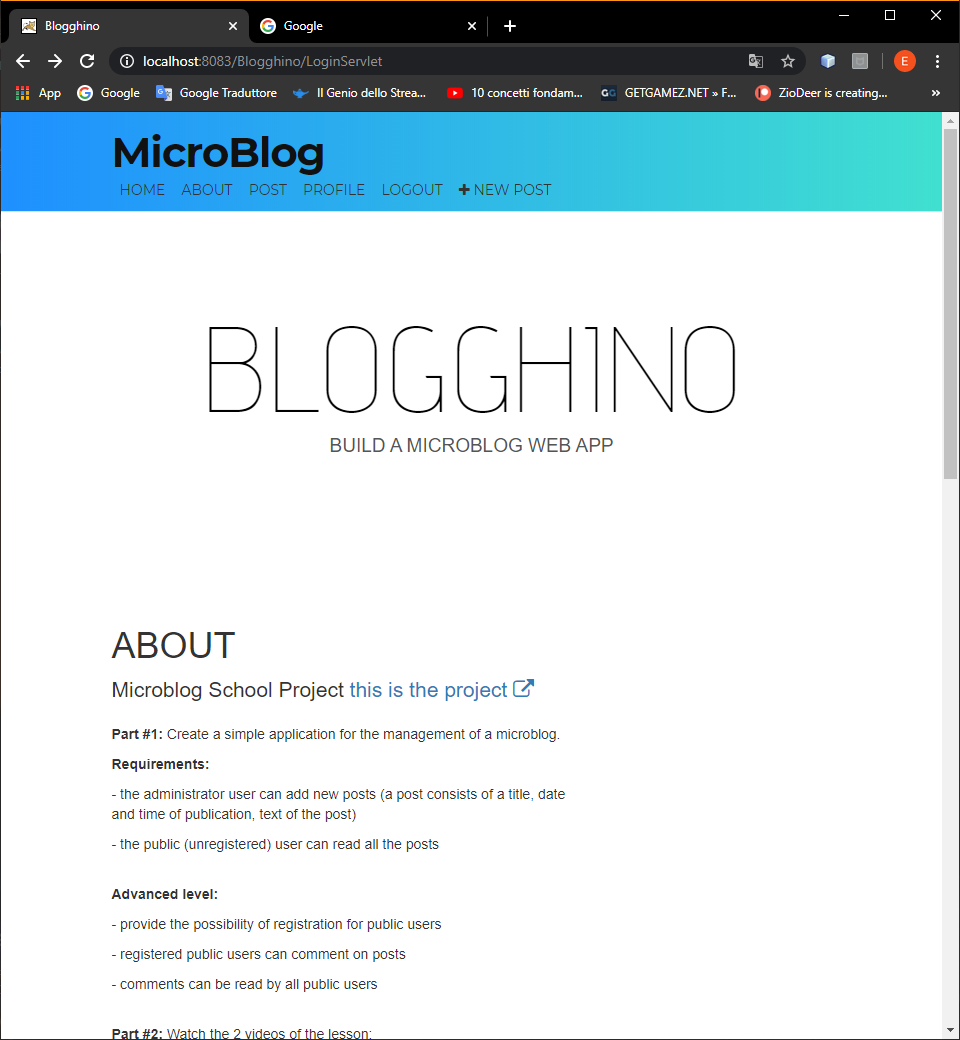 Blogghino
Google
localhost:8083/Blogghino/LoginServlet
E
App
Google
Google Traduttore
Il Genio dello Strea...
10 concetti fondam...
GG
GETGAMEZ.NET » F...
ZioDeer is creating...
»
MicroBlog
HOME ABOUT POST PROFILE LOGOUT NEW POST
BLOGGHINO
BUILD A MICROBLOG WEB APP
ABOUT
Microblog School Project this is the project
Part #1: Create a simple application for the management of a microblog.
Requirements:
- the administrator user can add new posts (a post consists of a title, date
and time of publication, text of the post)
- the public (unregistered) user can read all the posts
Advanced level:
- provide the possibility of registration for public users
- registered public users can comment on posts
- comments can be read by all public users
Part #2: Watch the 2 videos of the lesson: